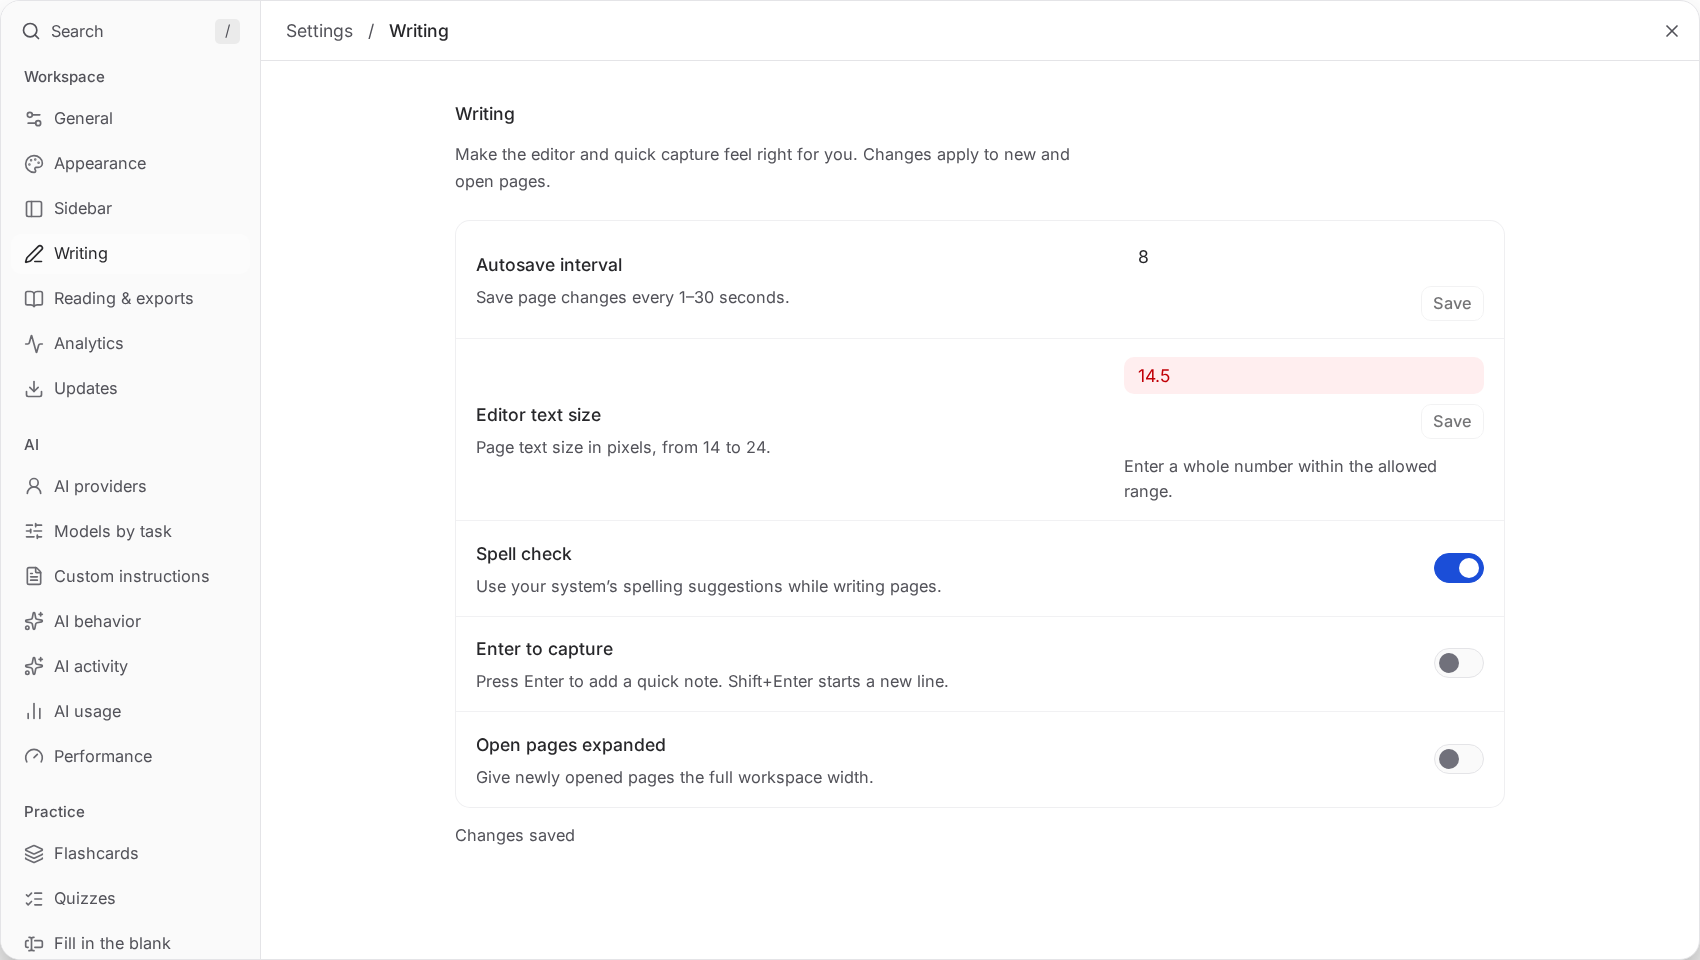 Search /
Workspace
General
Appearance
Sidebar
Writing
Reading & exports
Analytics
Updates
AI
AI providers
Models by task
Custom instructions
AI behavior
AI activity
AI usage
Performance
Practice
Flashcards
Quizzes
Fill in the blank
Settings / Writing
Writing
Make the editor and quick capture feel right for you. Changes apply to new and
open pages.
Autosave interval
Save page changes every 1–30 seconds.
8
Save
Editor text size
Page text size in pixels, from 14 to 24.
14.5
Save
Enter a whole number within the allowed
range.
Spell check
Use your system’s spelling suggestions while writing pages.
Enter to capture
Press Enter to add a quick note. Shift+Enter starts a new line.
Open pages expanded
Give newly opened pages the full workspace width.
Changes saved